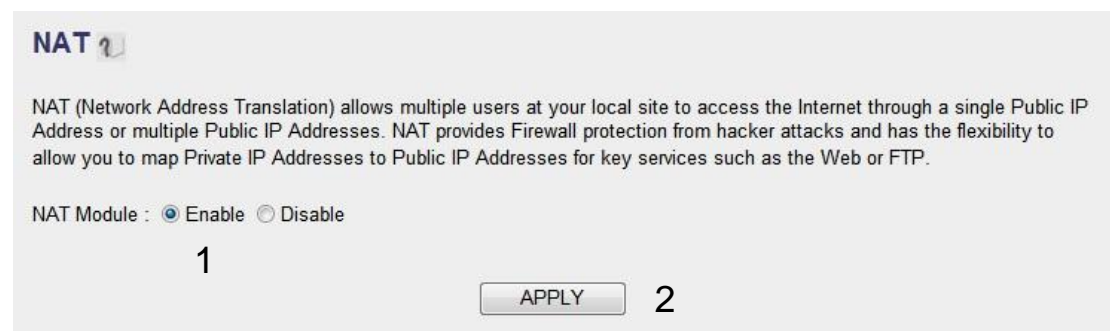 NAT
NAT (Network Address Translation) allows multiple users at your local site to access the Internet through a single Public IP
Address or multiple Public IP Addresses. NAT provides Firewall protection from hacker attacks and has the flexibility to
allow you to map Private IP Addresses to Public IP Addresses for key services such as the Web or FTP.
NAT Module : Enable Disable
1
APPLY 2